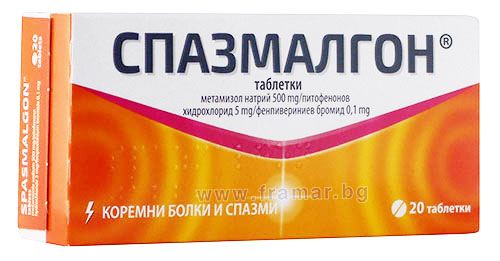 СПАЗМАЛГОН®
таблетки
метамизол натрий 500 mg/питофенонов
хидрохлорид 5 mg/фенпивериниев бромид 0,1 mg
www.framar.bg
КОРЕМНИ БОЛКИ И СПАЗМИ
20 таблетки
20
SPASMALGON®